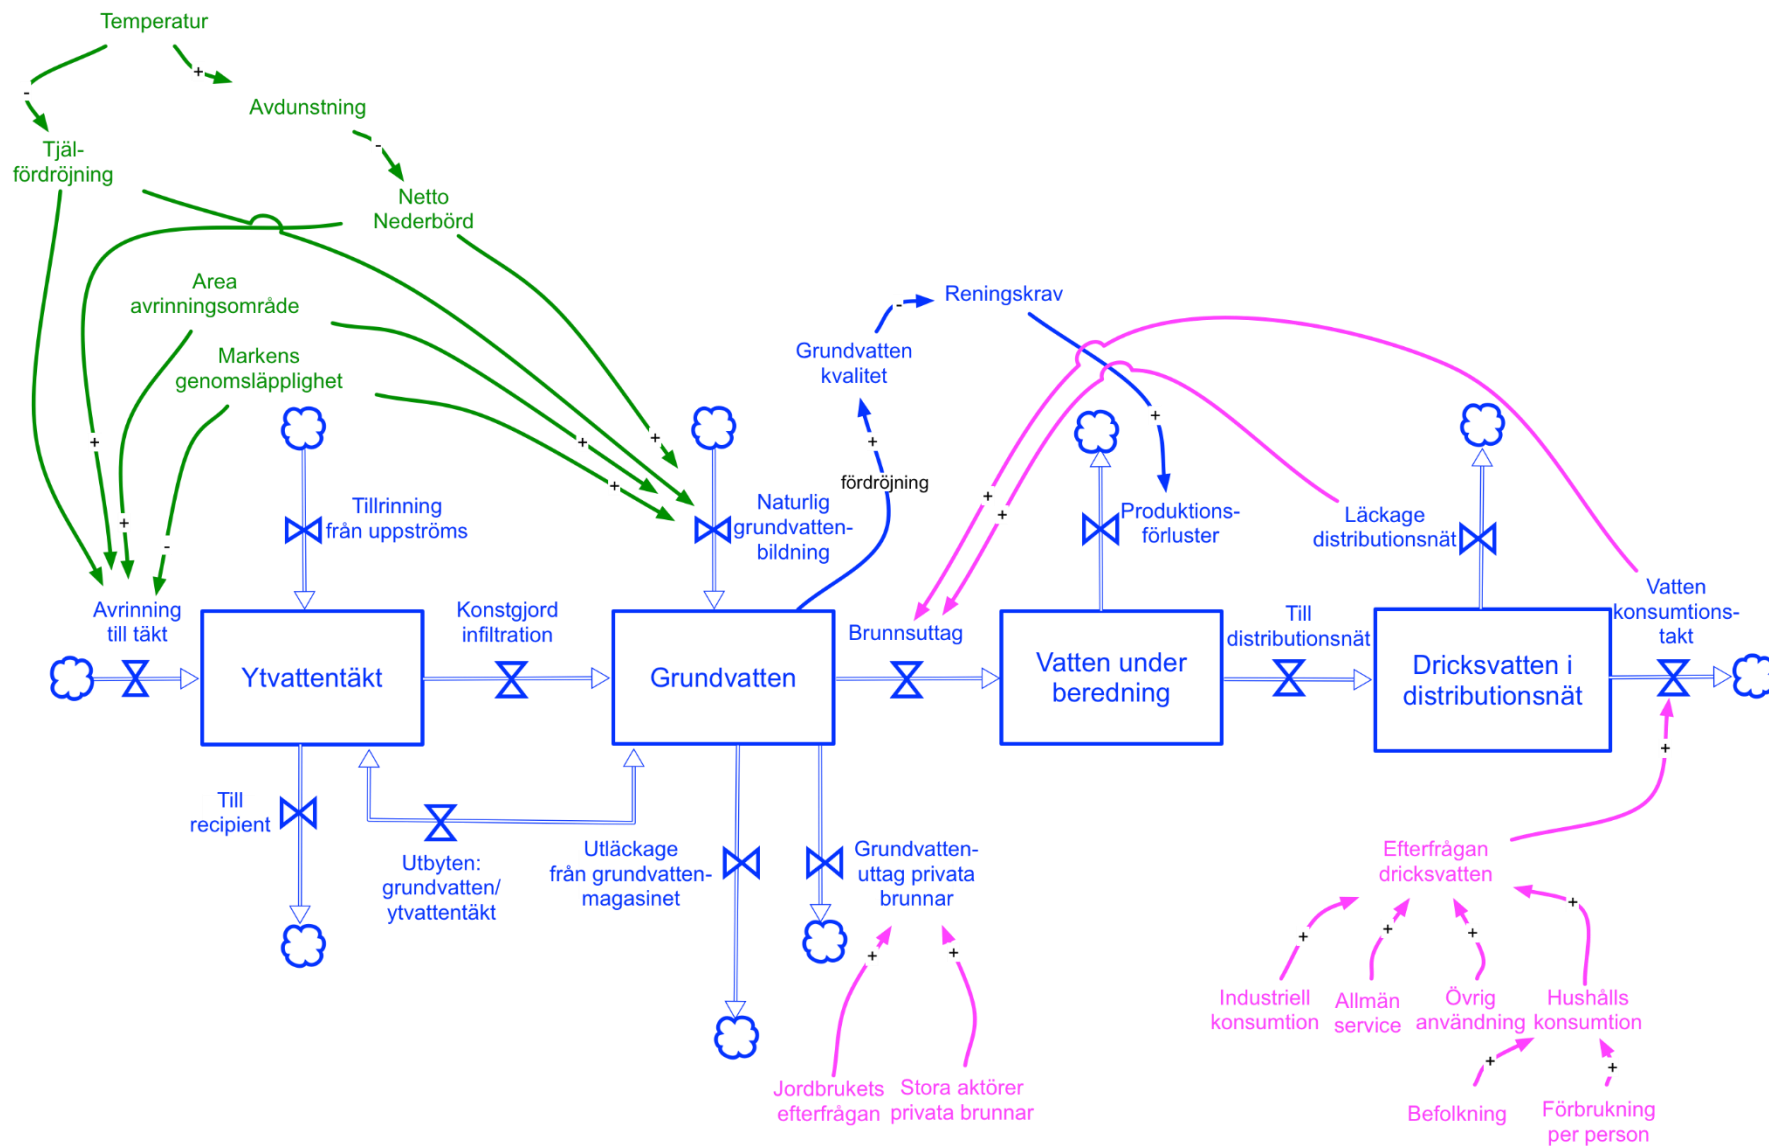 Temperatur
+
-
Avdunstning
-
Tjäl-
fördröjning
Netto
Nederbörd
Area
avrinningsområde
Markens
genomsläpplighet
Reningskrav
-
Grundvatten
kvalitet
+
fördröjning
+
+
+
+
+
-
+
+
+
+
Tillrinning
från uppströms
Naturlig
grundvatten-
bildning
Produktions-
förluster
Läckage
distributionsnät
Avrinning
till täkt
Konstgjord
infiltration
Brunnsuttag
Till
distributionsnät
Vatten
konsumtions-
takt
Ytvattentäkt
Grundvatten
Vatten under
beredning
Dricksvatten i
distributionsnät
+
Till
recipient
Utbyten:
grundvatten/
ytvattentäkt
Utläckage
från grundvatten-
magasinet
Grundvatten-
uttag privata
brunnar
Efterfrågan
dricksvatten
+
+
+
+
+
+
Industriell
konsumtion
Allmän
service
Övrig
användning
Hushålls
konsumtion
+
+
Jordbrukets
efterfrågan
Stora aktörer
privata brunnar
Befolkning
Förbrukning
per person